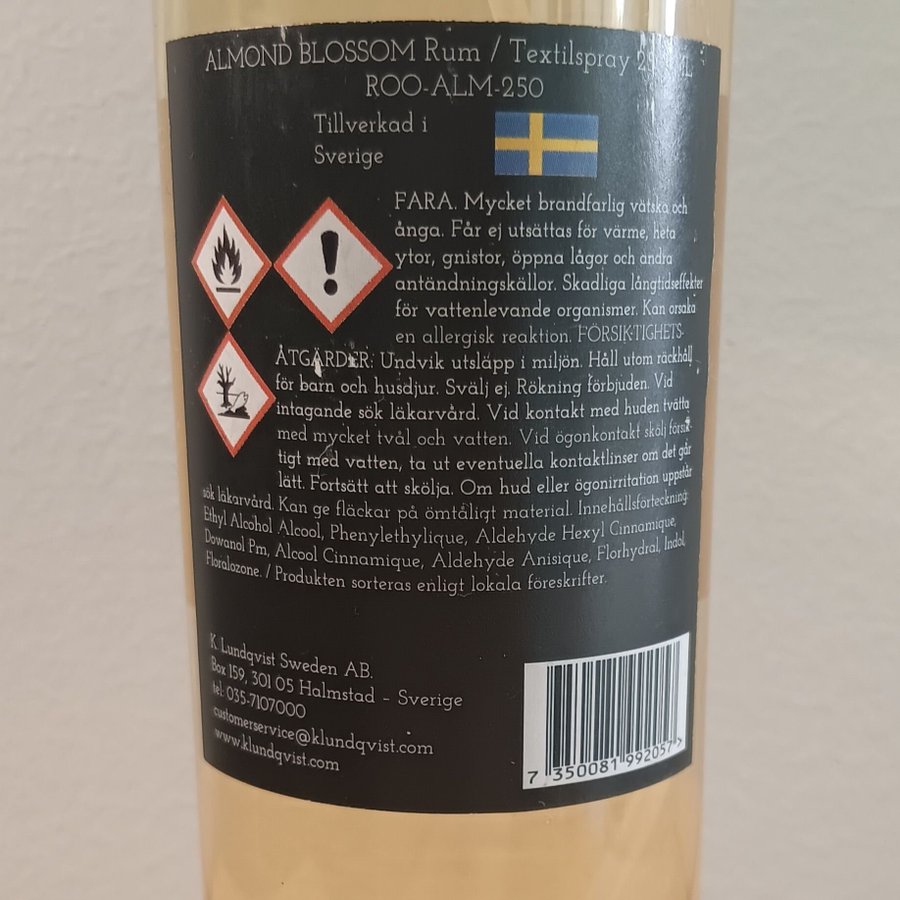 ALMOND BLOSSOM Rum / Textilspray
ROO-ALM-250
Tillverkad i
Sverige
FARA. Mycket brandfarlig vätska och
ånga. Får ej utsättas för värme, heta
ytor, gnistor, öppna lågor och andra
antändningskällor. Skadliga långtidseffekter
för vattenlevande organismer. Kan orsaka
en allergisk reaktion. FÖRSIKTIGHETS-
ÅTGÄRDER: Undvik utsläpp i miljön. Håll utom räckhåll
för barn och husdjur. Svälj ej. Rökning förbjuden. Vid
intagande sök läkarvård. Vid kontakt med huden tvätta
med mycket tvål och vatten. Vid ögonkontakt skölj försik-
tigt med vatten, ta ut eventuella kontaktlinser om det går
lätt. Fortsätt att skölja. Om hud eller ögonirritation uppstår
sök läkarvård. Kan ge fläckar på ömtåligt material. Innehållsförteckning:
Ethyl Alcohol Alcool, Phenylethylique, Aldehyde Hexyl Cinnamique,
Dowanol Pm, Alcool Cinnamique, Aldehyde Anisique, Florhydral, Indol,
Floralozone. / Produkten sorteras enligt lokala föreskrifter.
K. Lundqvist Sweden AB.
Box 159, 301 05 Halmstad - Sverige
tel: 035-7107000
customerservice@klundqvist.com
www.klundqvist.com
7 350081 992057 >